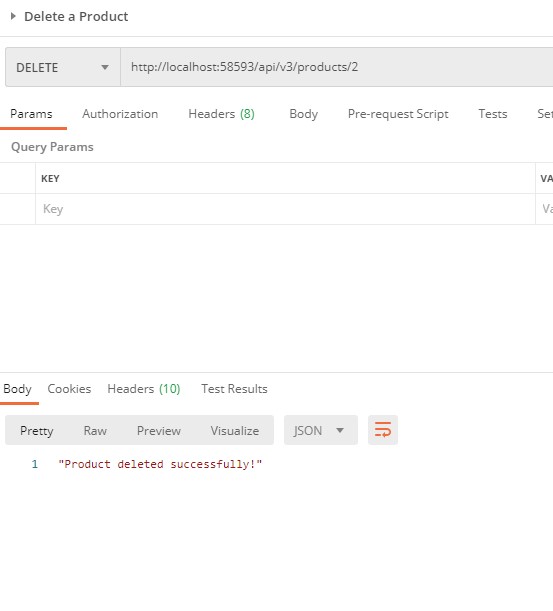 Delete a Product
DELETE http://localhost:58593/api/v3/products/2
Params Authorization Headers (8) Body Pre-request Script Tests Set
Query Params
KEY VA
Key Va
Body Cookies Headers (10) Test Results
Pretty Raw Preview Visualize JSON
1 "Product deleted successfully!"